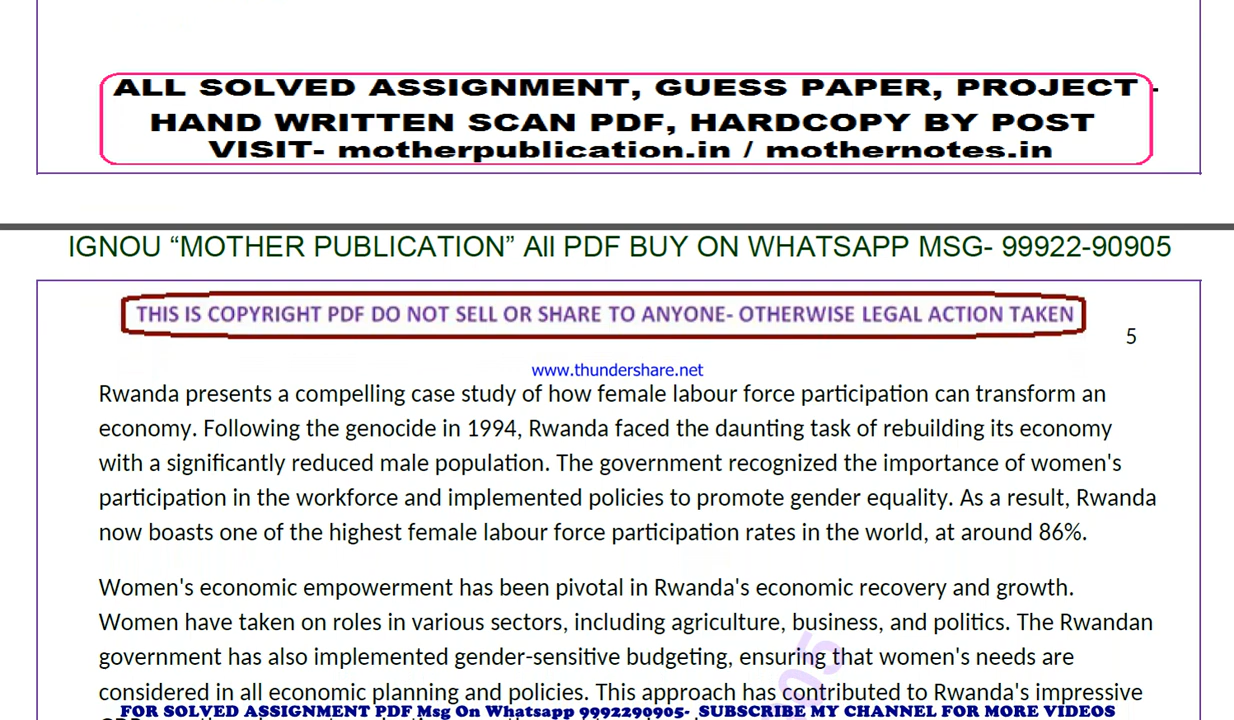 ALL SOLVED ASSIGNMENT, GUESS PAPER, PROJECT -
HAND WRITTEN SCAN PDF, HARDCOPY BY POST
VISIT- motherpublication.in / mothernotes.in
IGNOU “MOTHER PUBLICATION” All PDF BUY ON WHATSAPP MSG- 99922-90905
THIS IS COPYRIGHT PDF DO NOT SELL OR SHARE TO ANYONE- OTHERWISE LEGAL ACTION TAKEN
5
www.thundershare.net
Rwanda presents a compelling case study of how female labour force participation can transform an
economy. Following the genocide in 1994, Rwanda faced the daunting task of rebuilding its economy
with a significantly reduced male population. The government recognized the importance of women's
participation in the workforce and implemented policies to promote gender equality. As a result, Rwanda
now boasts one of the highest female labour force participation rates in the world, at around 86%.
Women's economic empowerment has been pivotal in Rwanda's economic recovery and growth.
Women have taken on roles in various sectors, including agriculture, business, and politics. The Rwandan
government has also implemented gender-sensitive budgeting, ensuring that women's needs are
considered in all economic planning and policies. This approach has contributed to Rwanda's impressive
FOR SOLVED ASSIGNMENT PDF Msg On Whatsapp 9992290905- SUBSCRIBE MY CHANNEL FOR MORE VIDEOS